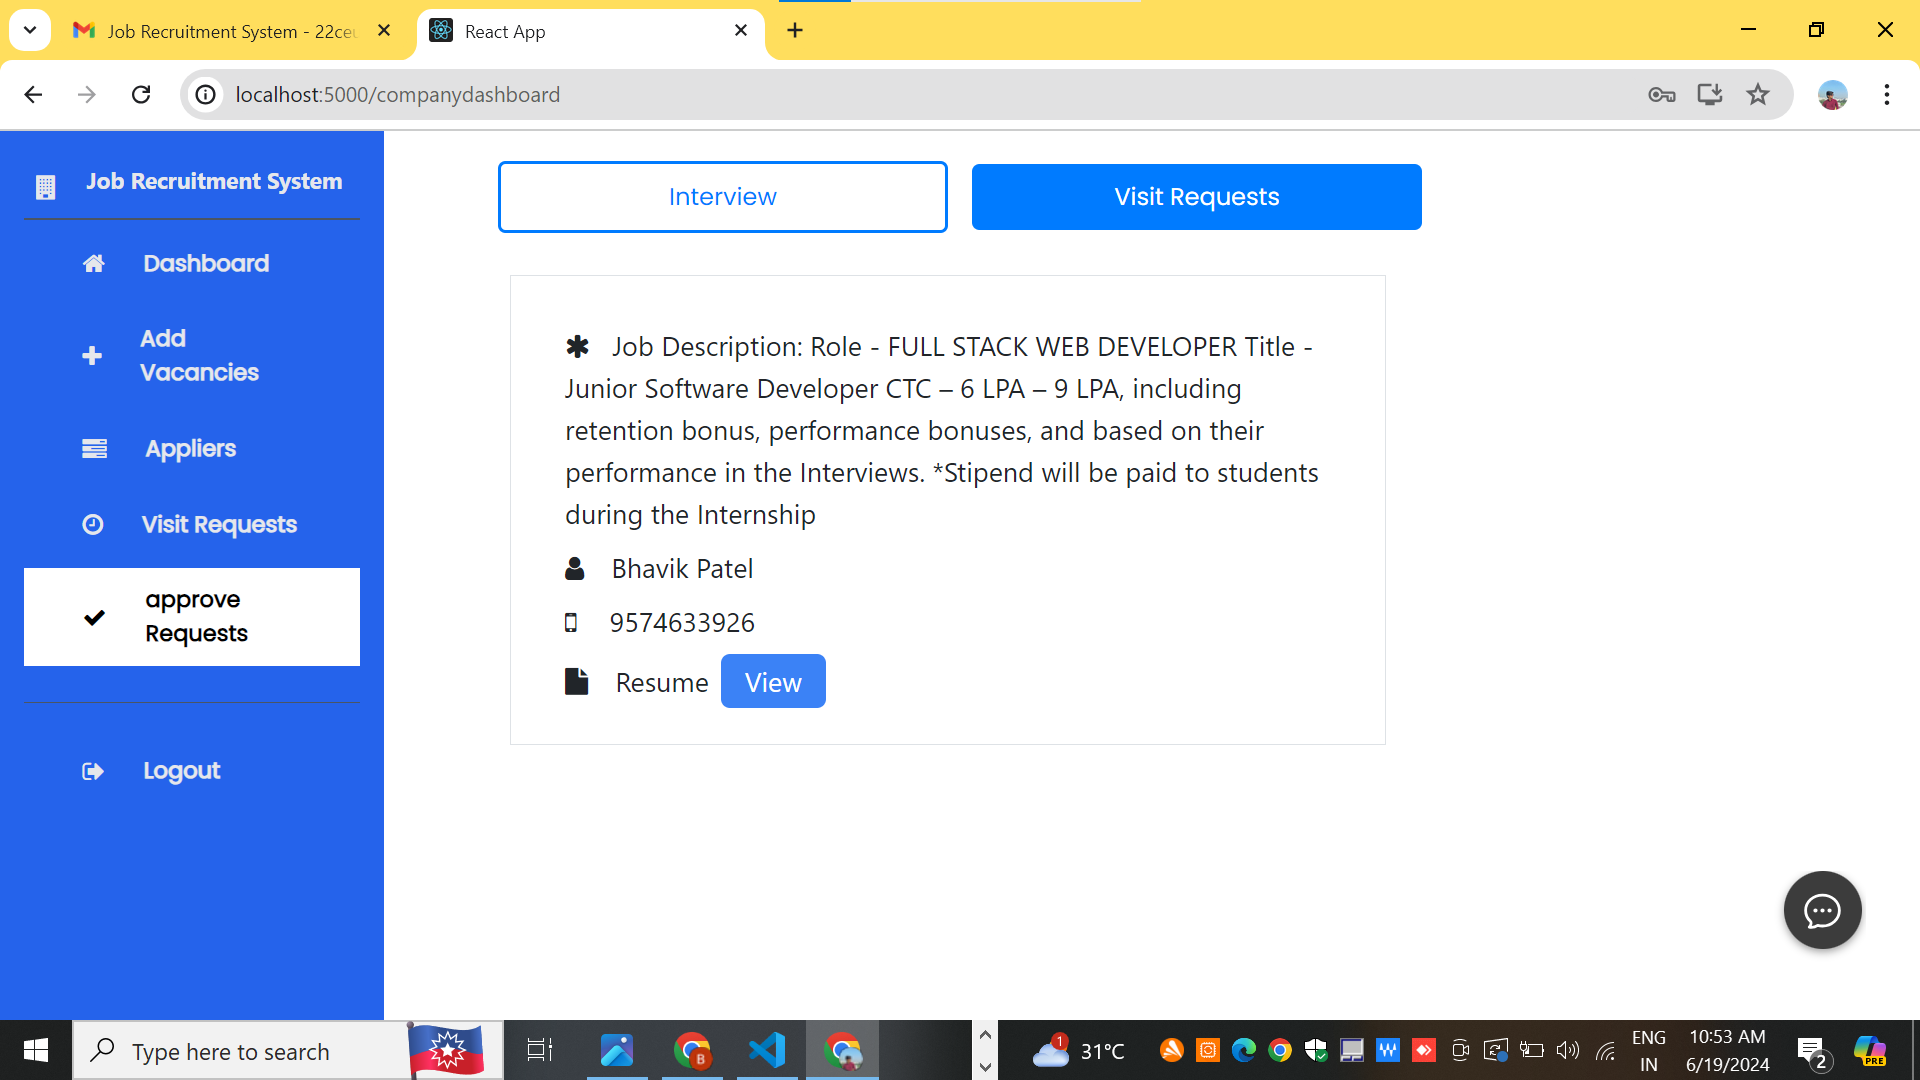 Job Recruitment System - 22ceu
React App
localhost:5000/companydashboard
Job Recruitment System
Dashboard
Add
Vacancies
Appliers
Visit Requests
approve
Requests
Logout
Interview
Visit Requests
Job Description: Role - FULL STACK WEB DEVELOPER Title -
Junior Software Developer CTC – 6 LPA – 9 LPA, including
retention bonus, performance bonuses, and based on their
performance in the Interviews. *Stipend will be paid to students
during the Internship
Bhavik Patel
9574633926
Resume View
Type here to search
B
1
31°C
ENG
IN
10:53 AM
6/19/2024
2
PRE